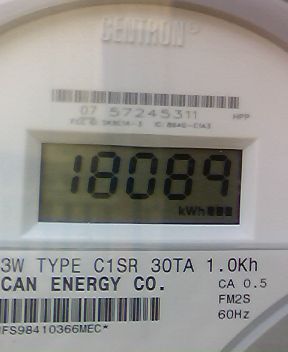 CENTRON®
07 57245311 HPP
18089
kWh
3W TYPE C1SR 30TA 1.0Kh
CAN ENERGY CO. CA 0.5
FM2S
60Hz
*FS98410366MEC*